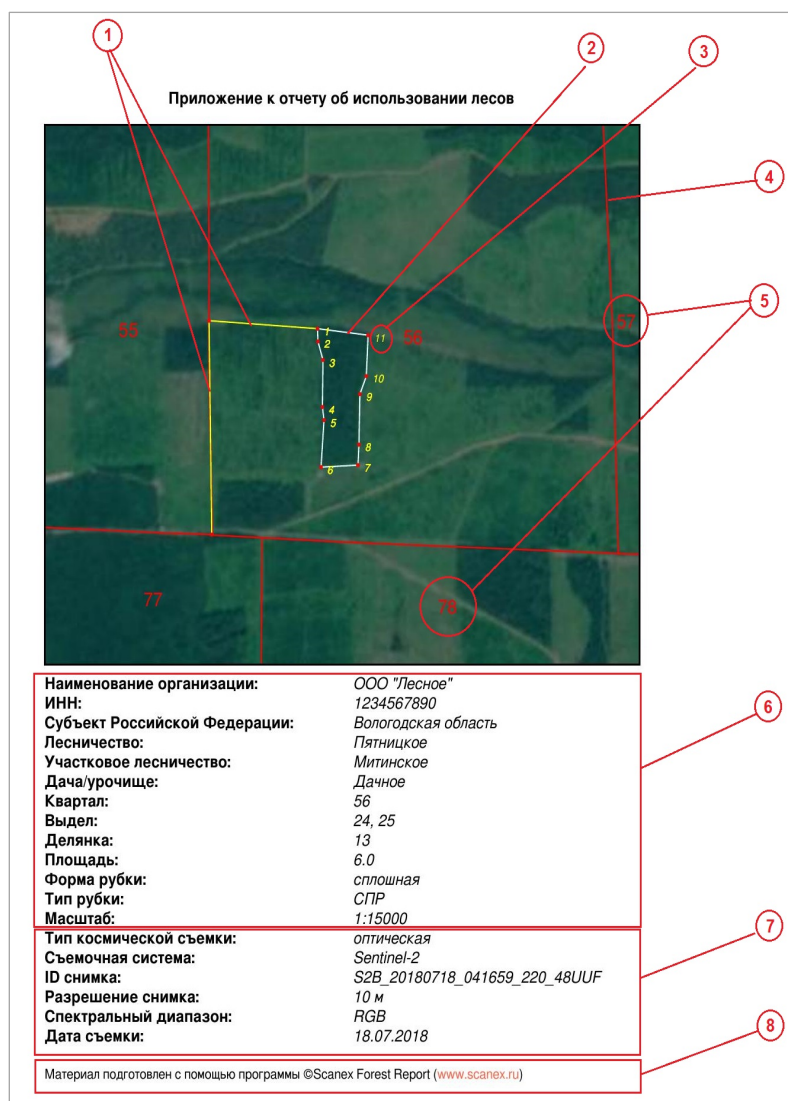 1
2
3
Приложение к отчету об использовании лесов
4
5
55
1
2
11
56
57
3
10
9
4
5
8
6
7
77
78
Наименование организации: ООО "Лесное"
ИНН: 1234567890
Субъект Российской Федерации: Вологодская область
6
Лесничество: Пятницкое
Участковое лесничество: Митинское
Дача/урочище: Дачное
Квартал: 56
Выдел: 24, 25
Делянка: 13
Площадь: 6.0
Форма рубки: сплошная
Тип рубки: СПР
Масштаб: 1:15000
7
Тип космической съемки: оптическая
Съемочная система: Sentinel-2
ID снимка: S2B_20180718_041659_220_48UUF
Разрешение снимка: 10 м
Спектральный диапазон: RGB
8
Дата съемки: 18.07.2018
Материал подготовлен с помощью программы ©Scanex Forest Report (www.scanex.ru)